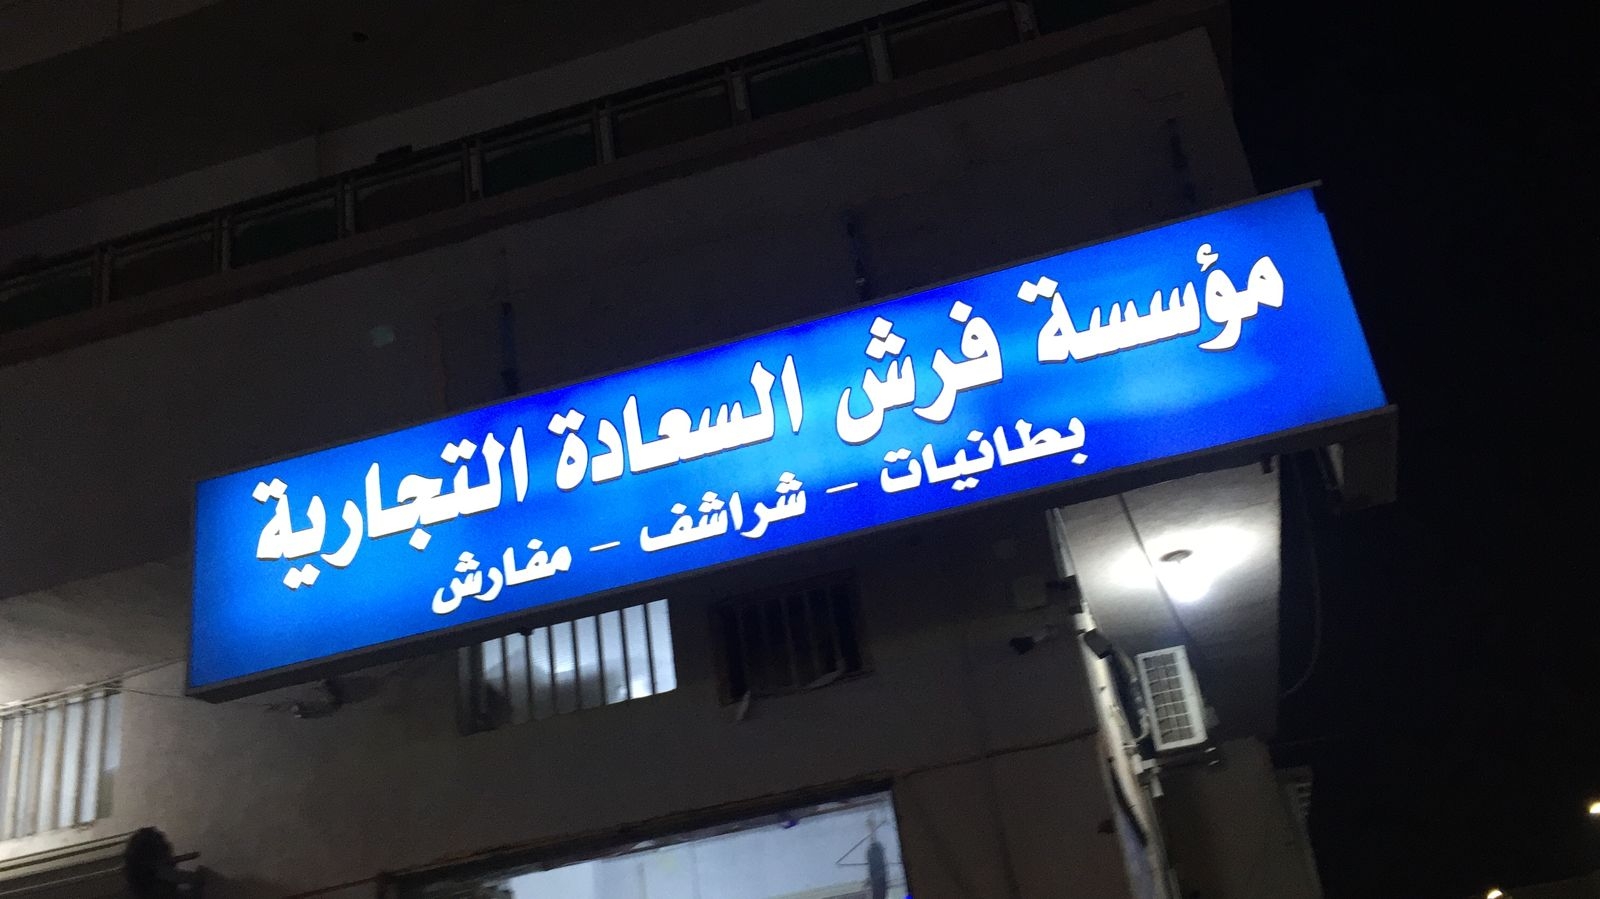 مؤسسة فرش السعادة التجارية
بطانيات - شراشف - مفارش